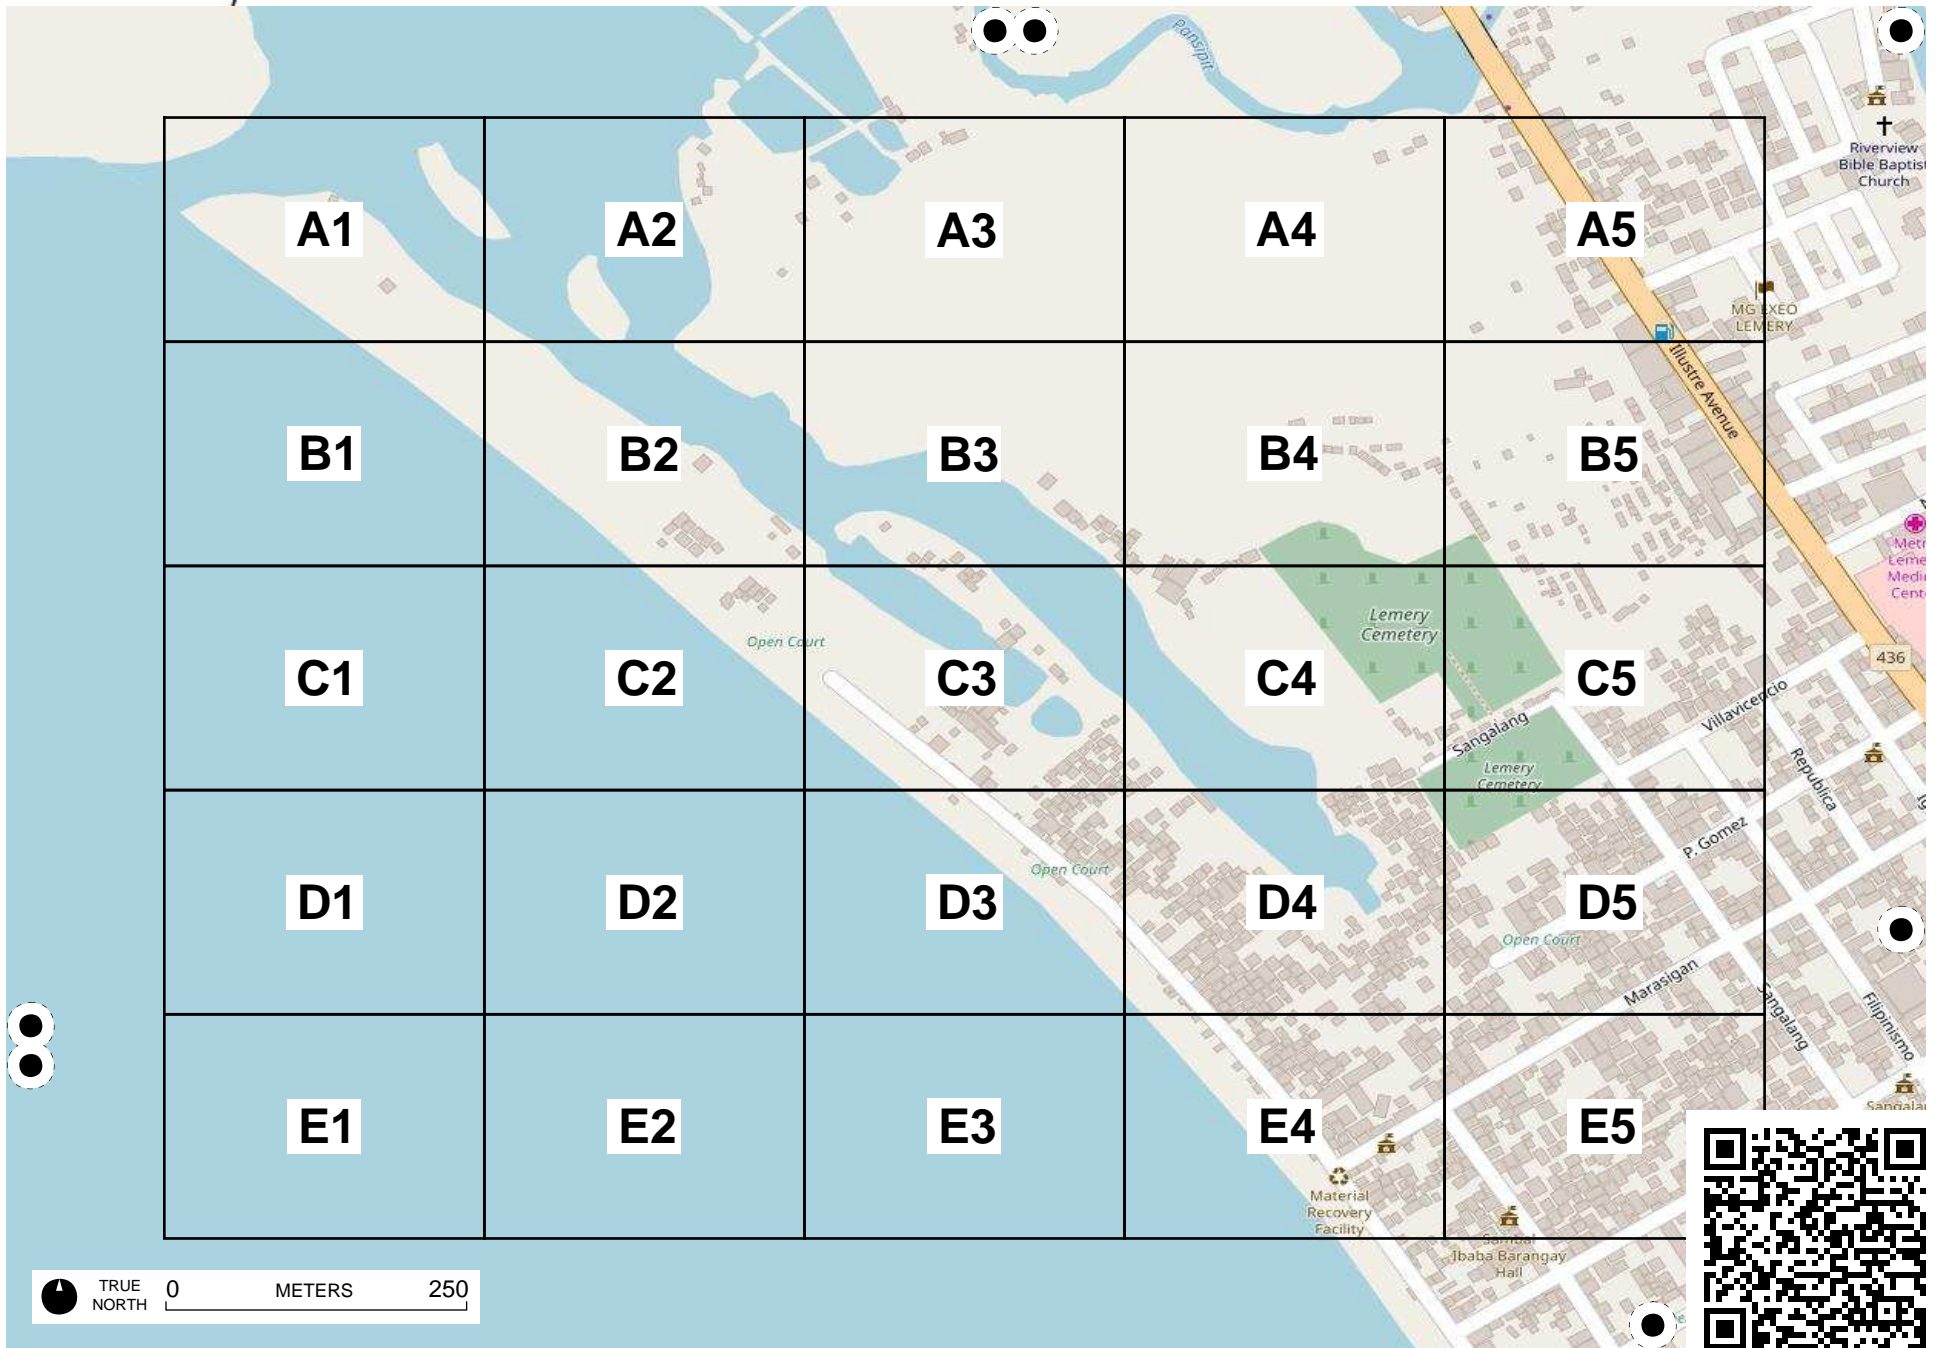 Pansipit
Riverview
Bible Baptist
Church
A1
A2
A3
A4
A5
MG EXEO
LEMERY
Illustre Avenue
B1
B2
B3
B4
B5
Lemery
Cemetery
Open Court
436
C1
C2
C3
C4
C5
Villavicencio
Sangalang
Republica
Lemery
Cemetery
P. Gomez
Open Court
D1
D2
D3
D4
D5
Open Court
Marasigan
Sangalang
Filipinismo
E1
E2
E3
E4
E5
Material
Recovery
Facility
Sambal
Ibaba Barangay
Hall
TRUE
NORTH
0 METERS 250